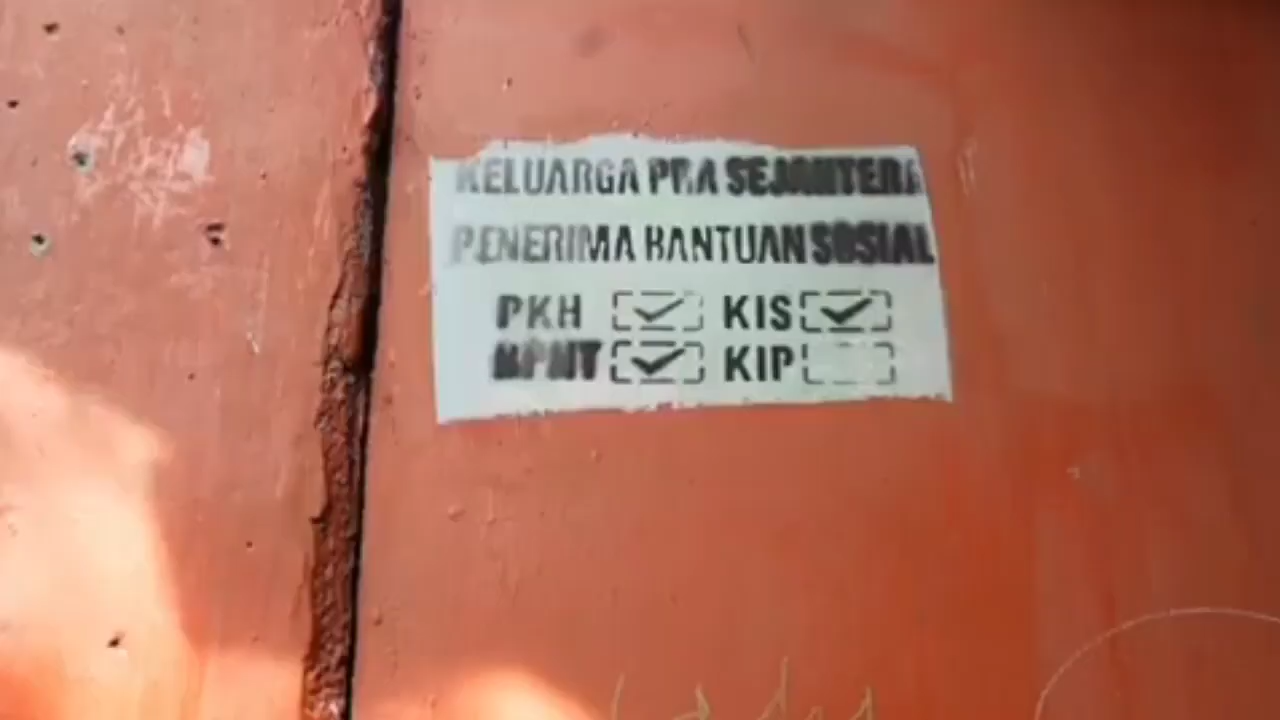 KELUARGA PRA SEJAHTERA
PENERIMA BANTUAN SOSIAL
PKH KIS
BPNT KIP